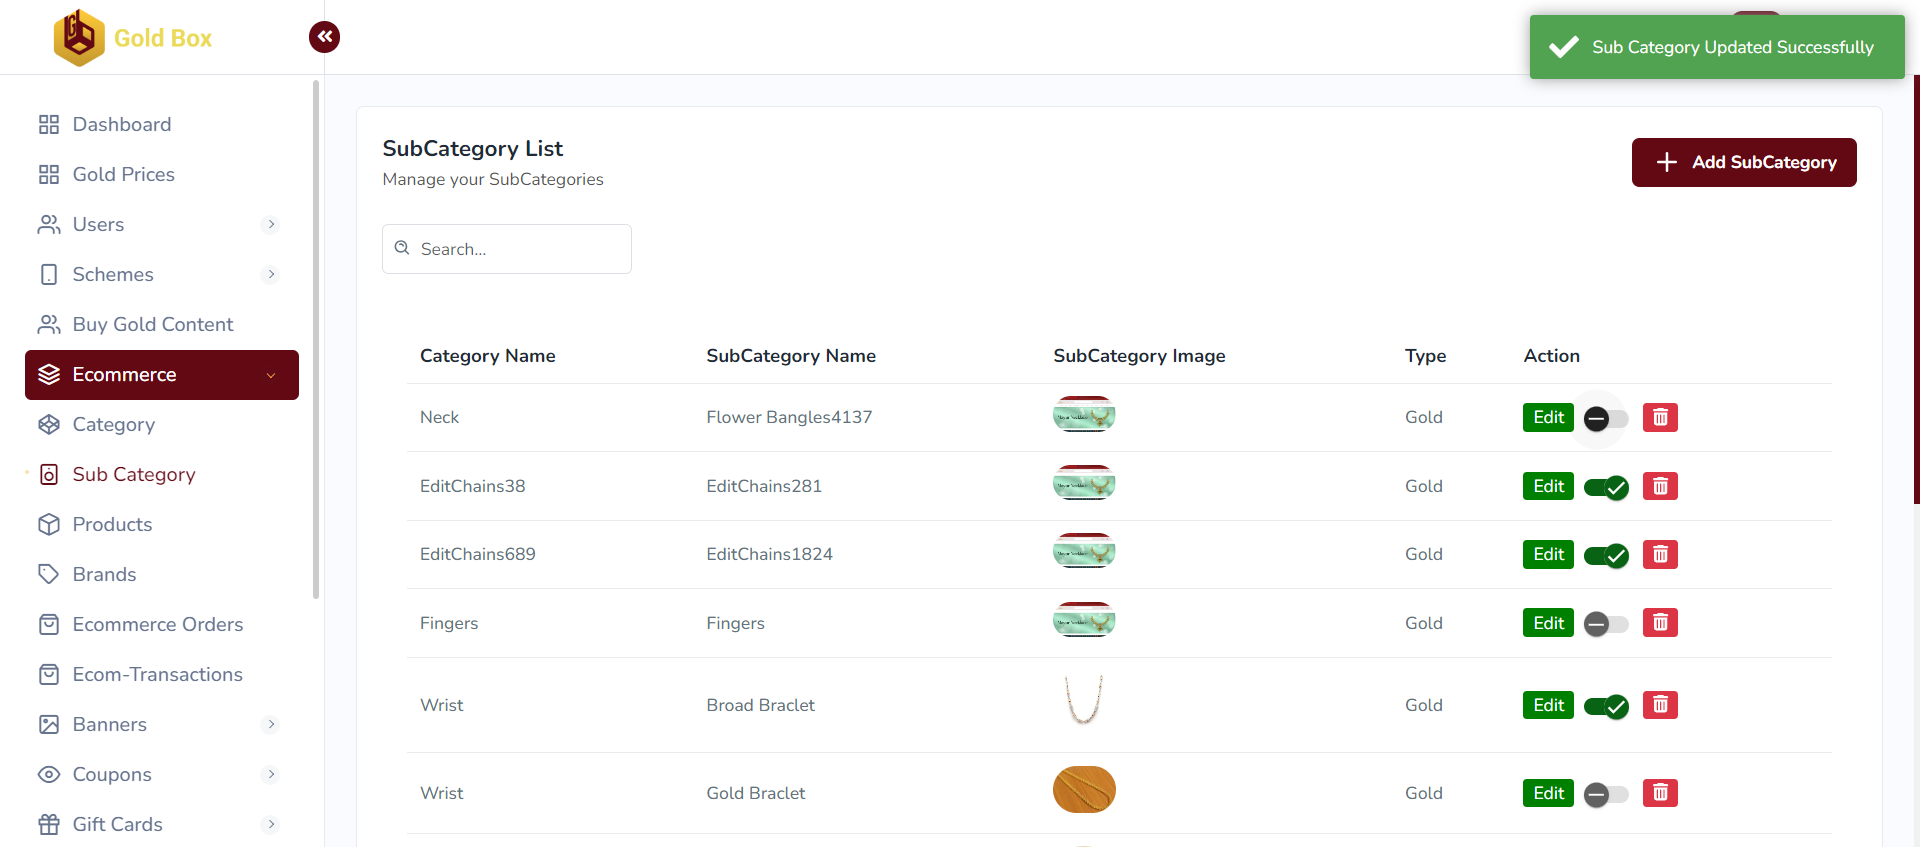 Gold Box
Sub Category Updated Successfully
Dashboard
Gold Prices
Users
Schemes
Buy Gold Content
Ecommerce
Category
Sub Category
Products
Brands
Ecommerce Orders
Ecom-Transactions
Banners
Coupons
Gift Cards
SubCategory List
Manage your SubCategories
Add SubCategory
Search...
Category Name SubCategory Name SubCategory Image Type Action
Neck Flower Bangles4137 Gold Edit
EditChains38 EditChains281 Gold Edit
EditChains689 EditChains1824 Gold Edit
Fingers Fingers Gold Edit
Wrist Broad Braclet Gold Edit
Wrist Gold Braclet Gold Edit